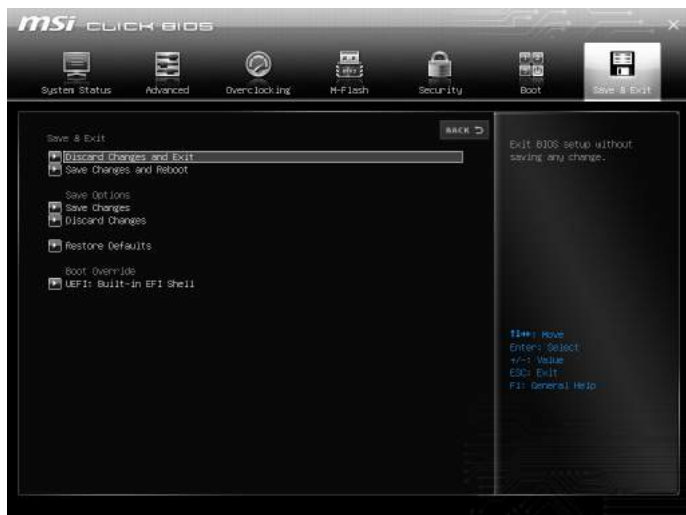 msi CLICK BIOS
System Status
Advanced
Overclocking
M-Flash
Security
Boot
Save & Exit
BACK
Save & Exit
Discard Changes and Exit
Save Changes and Reboot
Save Options
Save Changes
Discard Changes
Restore Defaults
Boot Override
UEFI: Built-in EFI Shell
Exit BIOS setup without
saving any change.
↑↓←→: Move
Enter: Select
+/-: Value
ESC: Exit
F1: General Help